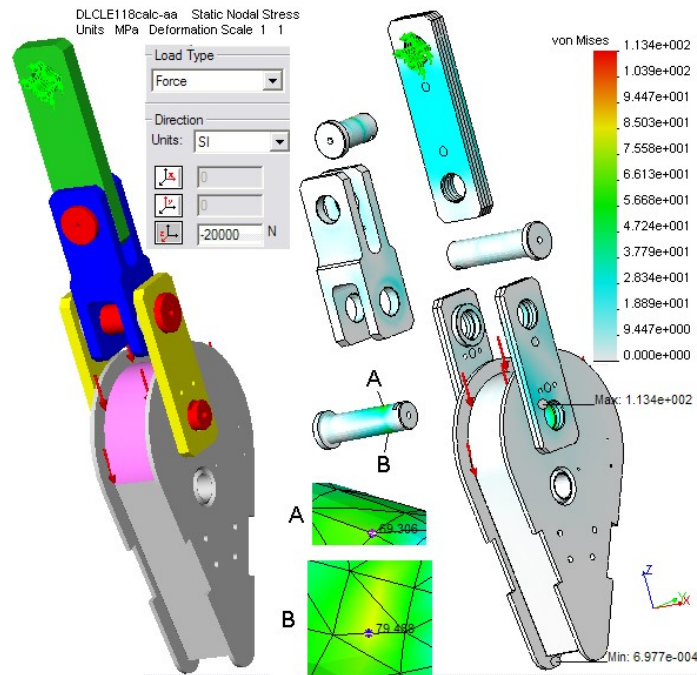 DLCLE118calc-aa Static Nodal Stress
Units MPa Deformation Scale 1 : 1
Load Type
Force
Direction
Units: SI
0
0
-20000 N
von Mises
1.134e+002
1.039e+002
9.447e+001
8.503e+001
7.558e+001
6.613e+001
5.668e+001
4.724e+001
3.779e+001
2.834e+001
1.889e+001
9.447e+000
0.000e+000
A
B
Max: 1.134e+002
A
69.306
B
79.488
Z
Y
X
Min: 6.977e-004